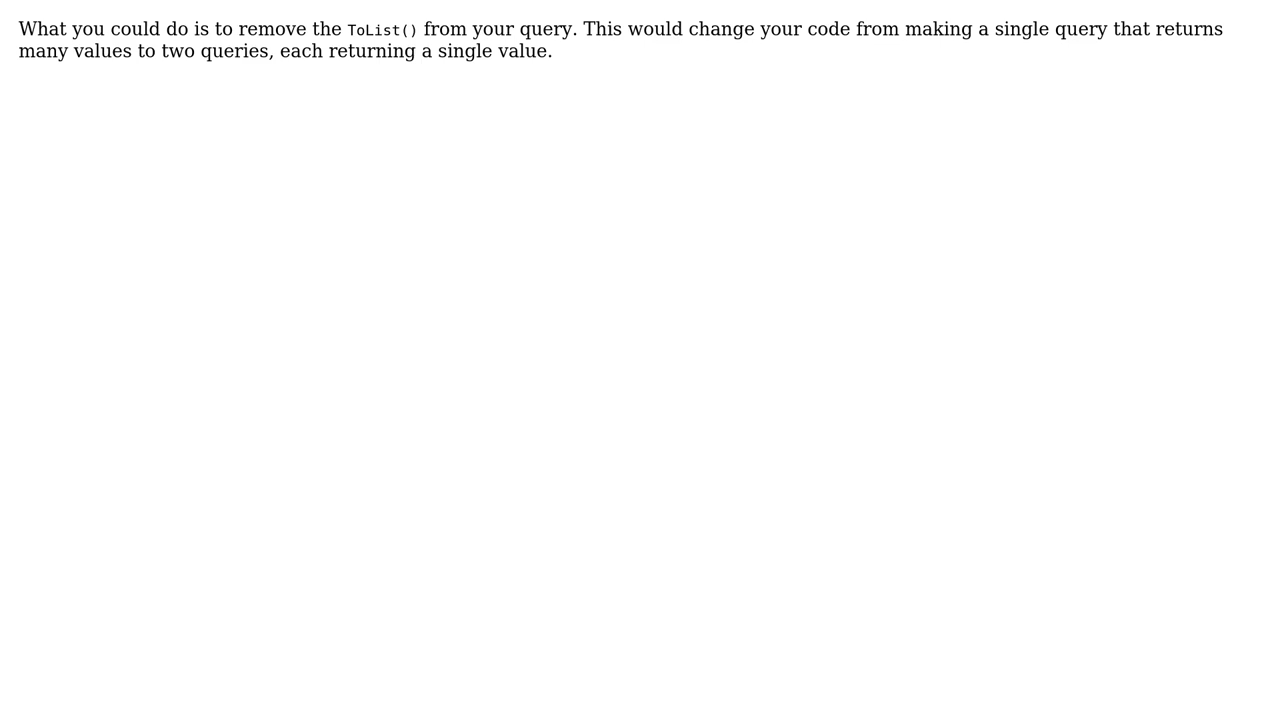 What you could do is to remove the ToList() from your query. This would change your code from making a single query that returns
many values to two queries, each returning a single value.